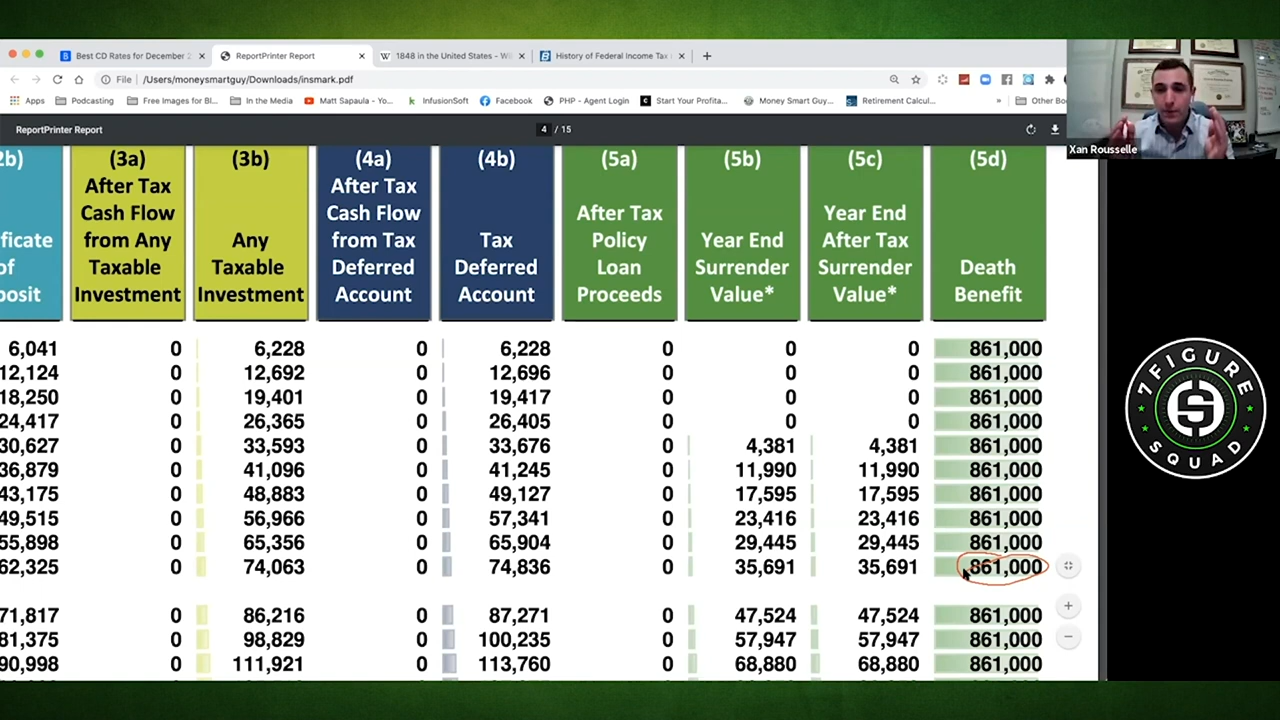 Best CD Rates for December 2
ReportPrinter Report
1848 in the United States - Wi
History of Federal Income Tax
File
/Users/moneysmartguy/Downloads/insmark.pdf
Apps
Podcasting
Free Images for Bl...
In the Media
Matt Sapaula - Yo...
InfusionSoft
Facebook
PHP - Agent Login
Start Your Profita...
Money Smart Guy...
Retirement Calcul...
»
Other Bo
ReportPrinter Report
4 / 15
Xan Rousselle
2b) (3a) (3b) (4a) (4b) (5a) (5b) (5c) (5d)
After Tax After Tax
Cash Flow Cash Flow After Tax Year End
ficate from Any Any from Tax Tax Policy Year End After Tax
of Taxable Taxable Deferred Deferred Loan Surrender Surrender Death
posit Investment Investment Account Account Proceeds Value* Value* Benefit
6,041 0 6,228 0 6,228 0 0 0 861,000
12,124 0 12,692 0 12,696 0 0 0 861,000
18,250 0 19,401 0 19,417 0 0 0 861,000
24,417 0 26,365 0 26,405 0 0 0 861,000
30,627 0 33,593 0 33,676 0 4,381 4,381 861,000
36,879 0 41,096 0 41,245 0 11,990 11,990 861,000
43,175 0 48,883 0 49,127 0 17,595 17,595 861,000
49,515 0 56,966 0 57,341 0 23,416 23,416 861,000
55,898 0 65,356 0 65,904 0 29,445 29,445 861,000
62,325 0 74,063 0 74,836 0 35,691 35,691 861,000
71,817 0 86,216 0 87,271 0 47,524 47,524 861,000
81,375 0 98,829 0 100,235 0 57,947 57,947 861,000
90,998 0 111,921 0 113,760 0 68,880 68,880 861,000
7FIGURE
SQUAD